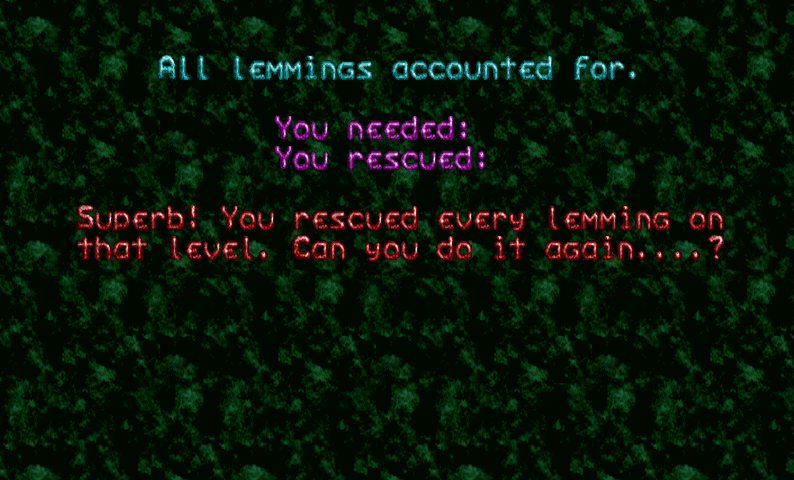 All lemmings accounted for.
You needed:
You rescued:
Superb! You rescued every lemming on
that level. Can you do it again....?